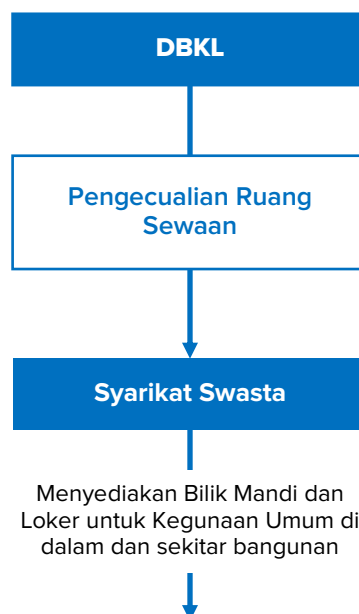 DBKL
Pengecualian Ruang
Sewaan
Syarikat Swasta
Menyediakan Bilik Mandi dan
Loker untuk Kegunaan Umum di
dalam dan sekitar bangunan